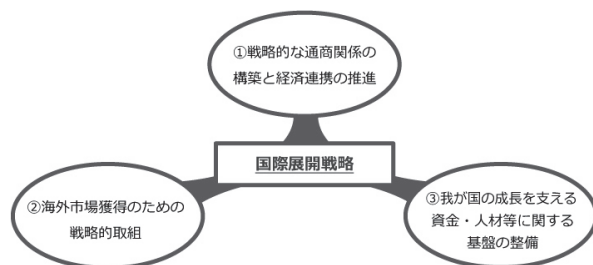 ①戦略的な通商関係の
構築と経済連携の推進
国際展開戦略
②海外市場獲得のための
戦略的取組
③我が国の成長を支える
資金・人材等に関する
基盤の整備